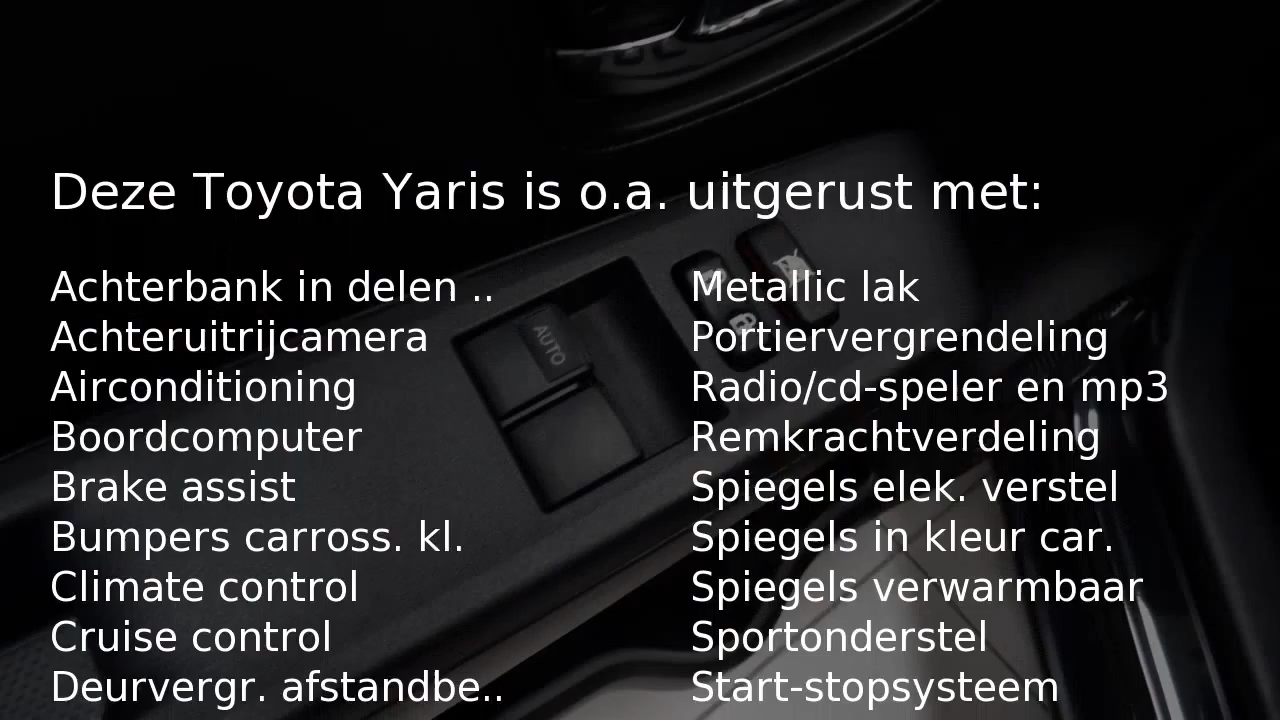 Deze Toyota Yaris is o.a. uitgerust met:
Achterbank in delen ..
Achteruitrijcamera
Airconditioning
Boordcomputer
Brake assist
Bumpers carross. kl.
Climate control
Cruise control
Deurvergr. afstandbe..
Metallic lak
Portiervergrendeling
Radio/cd-speler en mp3
Remkrachtverdeling
Spiegels elek. verstel
Spiegels in kleur car.
Spiegels verwarmbaar
Sportonderstel
Start-stopsysteem
AUTO